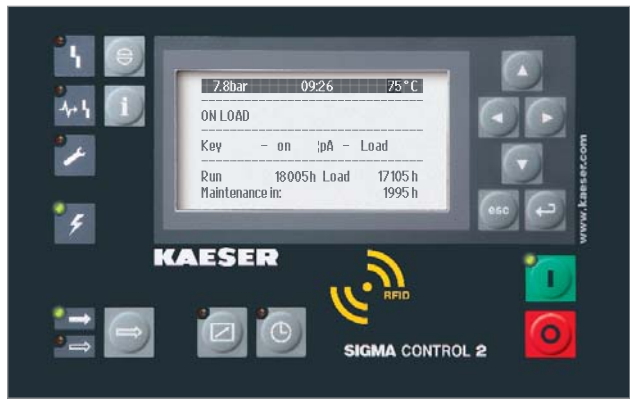 7.8bar 09:26 75°C
ON LOAD
Key - on ¦pA - Load
Run 18005h Load 17105h
Maintenance in: 1995h
esc
www.kaeser.com
KAESER
RFID
I
i
SIGMA CONTROL 2